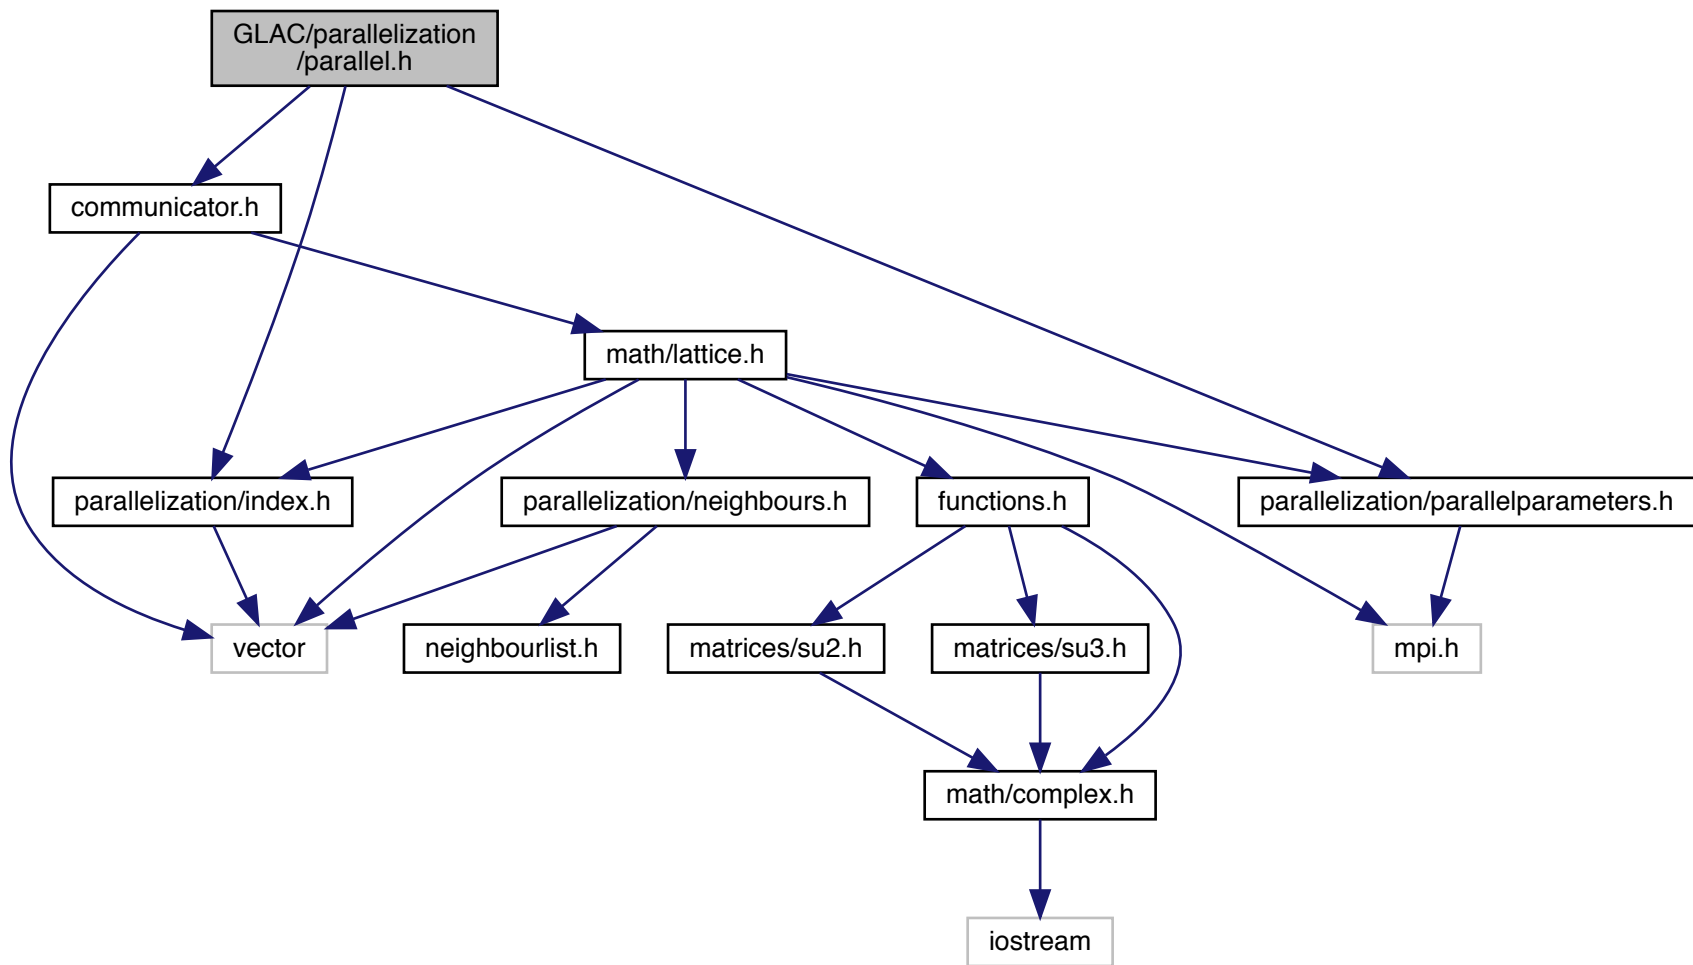 GLAC/parallelization
/parallel.h
communicator.h
math/lattice.h
parallelization/index.h
parallelization/neighbours.h
functions.h
parallelization/parallelparameters.h
vector
neighbourlist.h
matrices/su2.h
matrices/su3.h
mpi.h
math/complex.h
iostream